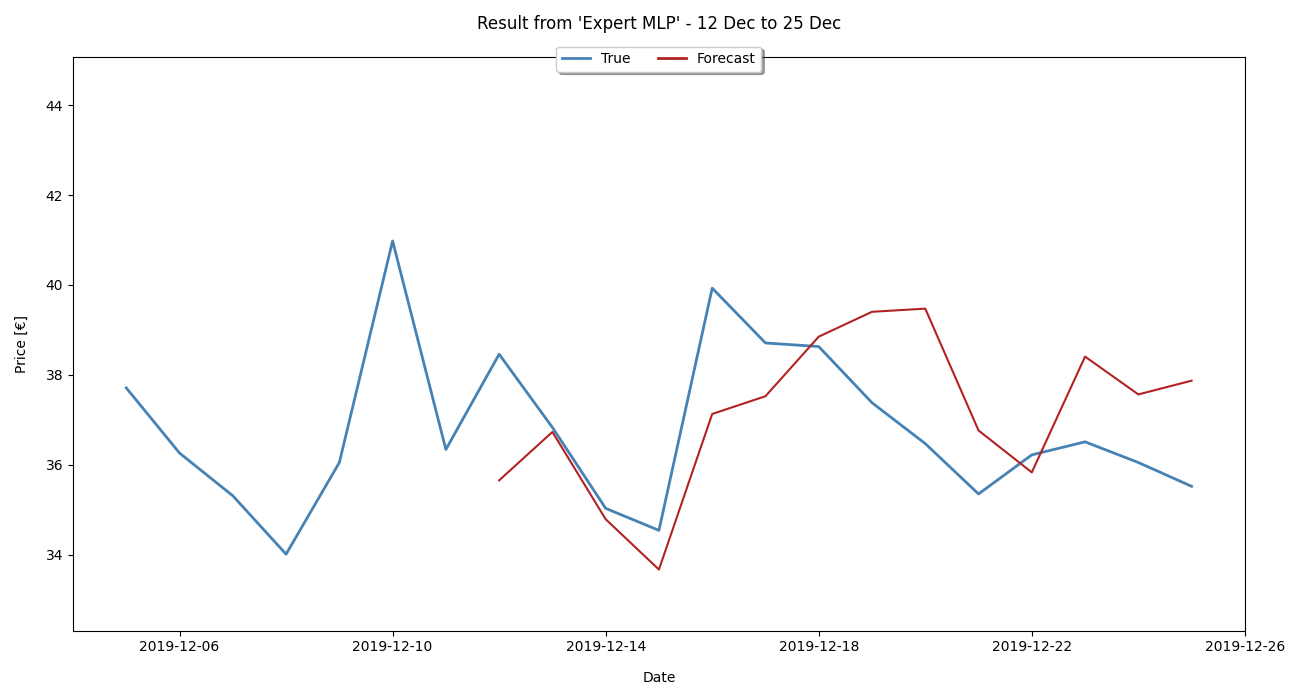 Result from 'Expert MLP' - 12 Dec to 25 Dec
True Forecast
44
42
40
38
36
34
Price [€]
2019-12-06 2019-12-10 2019-12-14 2019-12-18 2019-12-22 2019-12-26
Date